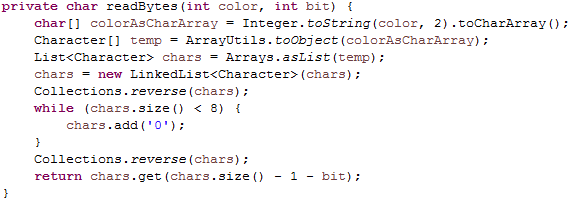 private char readBytes(int color, int bit) {
    char[] colorAsCharArray = Integer.toString(color, 2).toCharArray();
    Character[] temp = ArrayUtils.toObject(colorAsCharArray);
    List<Character> chars = Arrays.asList(temp);
    chars = new LinkedList<Character>(chars);
    Collections.reverse(chars);
    while (chars.size() < 8) {
        chars.add('0');
    }
    Collections.reverse(chars);
    return chars.get(chars.size() - 1 - bit);
}